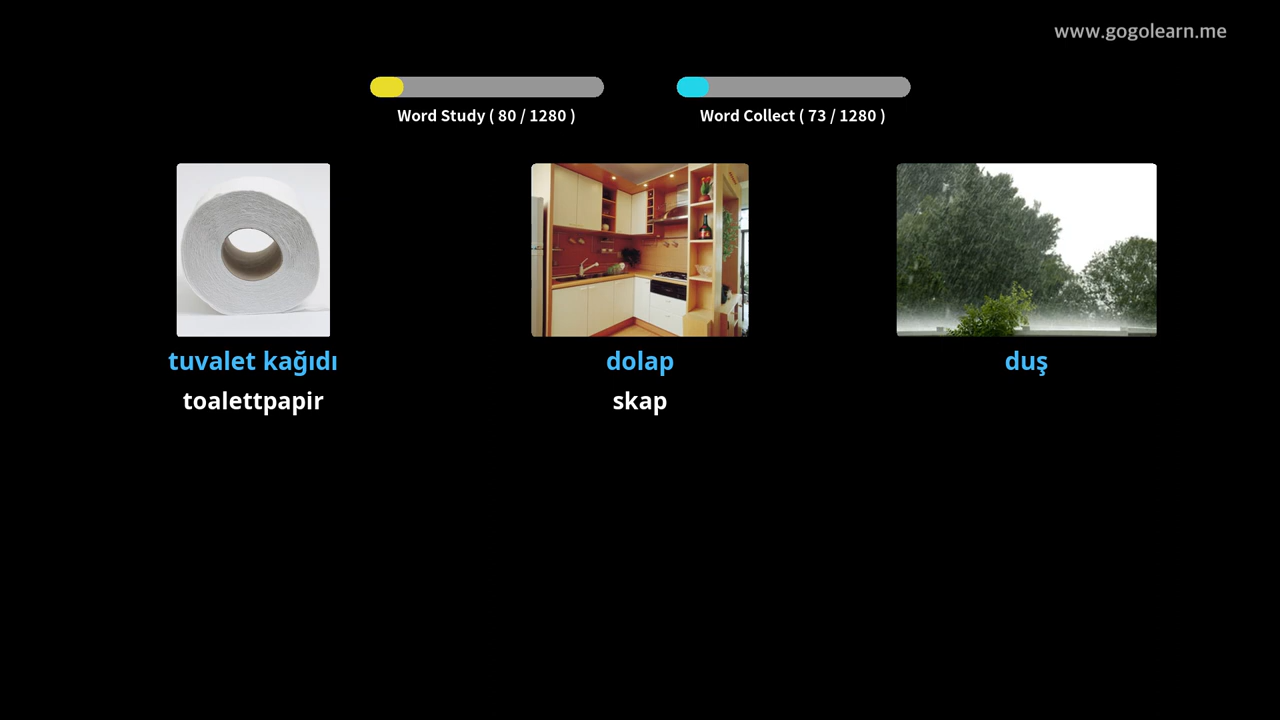 www.gogolearn.me
Word Study ( 80 / 1280 )
Word Collect ( 73 / 1280 )
tuvalet kağıdı
toalettpapir
dolap
skap
duş